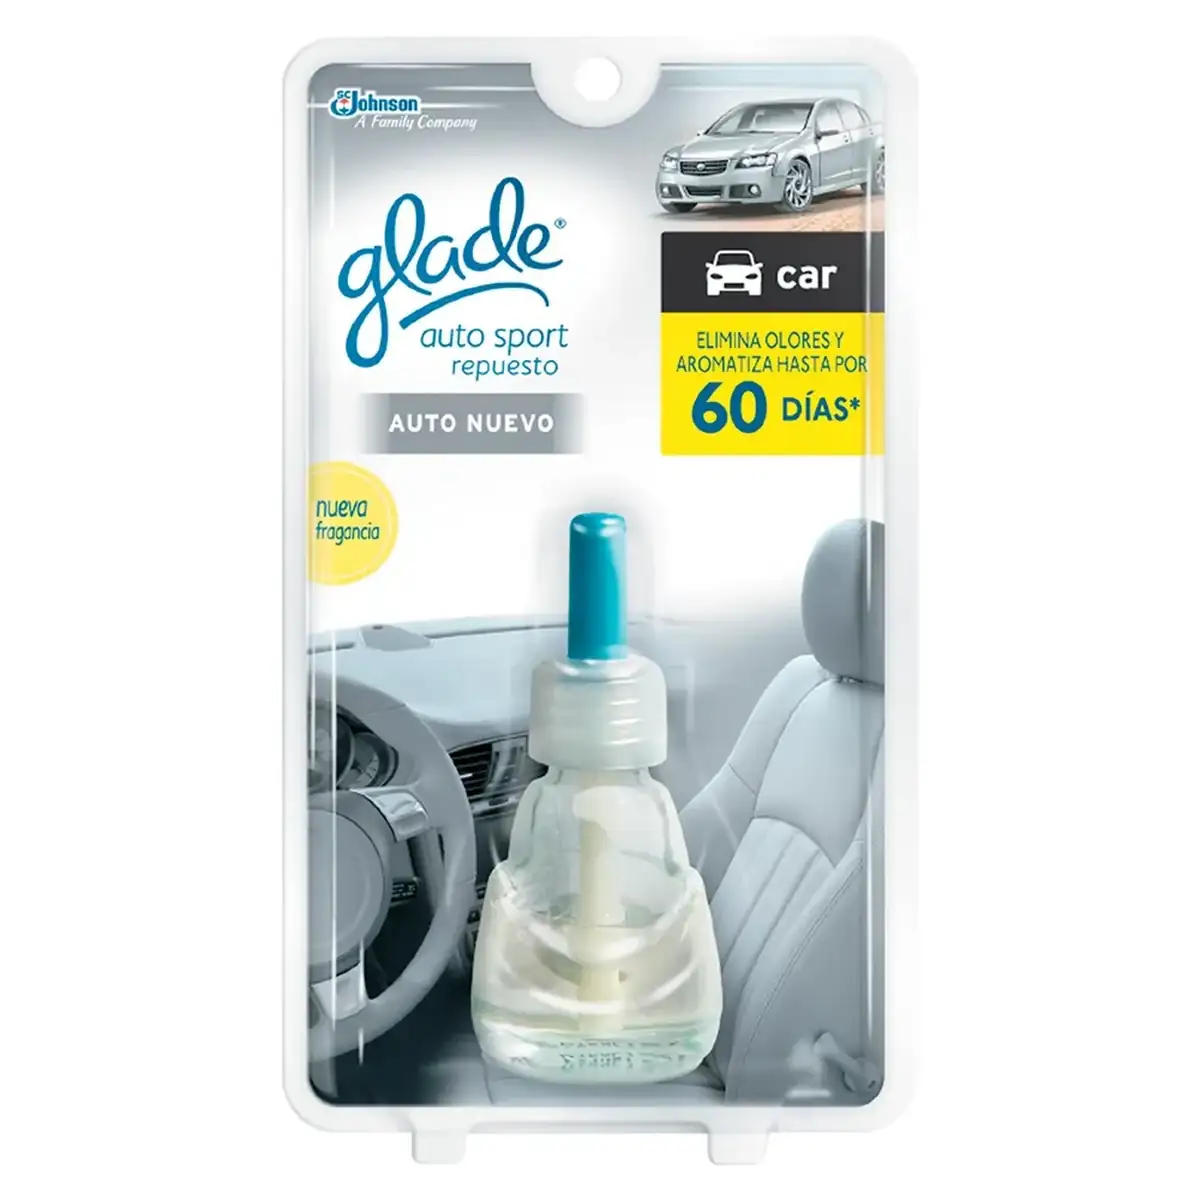 SC Johnson
A Family Company
glade®
auto sport
repuesto
AUTO NUEVO
car
ELIMINA OLORES Y
AROMATIZA HASTA POR
60 DÍAS*
nueva
fragancia